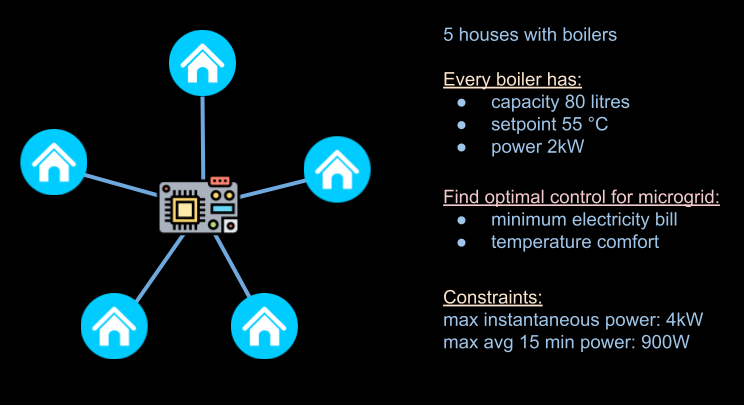 5 houses with boilers
Every boiler has:
● capacity 80 litres
● setpoint 55 °C
● power 2kW
Find optimal control for microgrid:
● minimum electricity bill
● temperature comfort
Constraints:
max instantaneous power: 4kW
max avg 15 min power: 900W